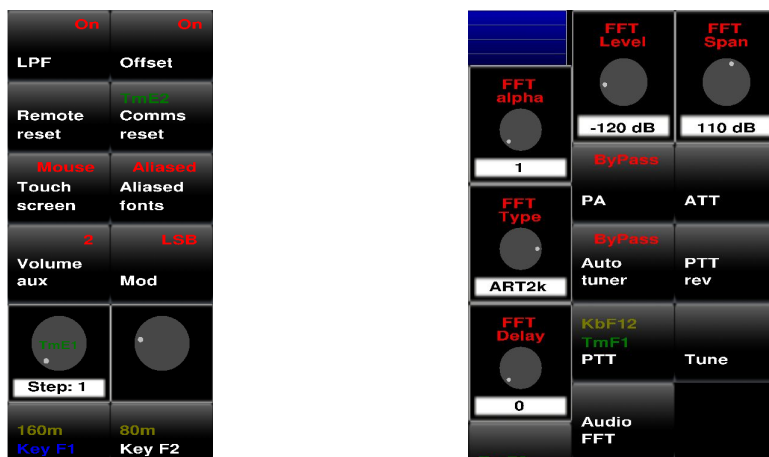 On
LPF
On
Offset
Remote
reset
TmE2
Comms
reset
Mouse
Touch
screen
Aliased
Aliased
fonts
2
Volume
aux
LSB
Mod
Step: 1
160m
Key F1
80m
Key F2
FFT
alpha
1
FFT
Type
ART2k
FFT
Delay
0
FFT
Level
-120 dB
FFT
Span
110 dB
ByPass
PA
ATT
ByPass
Auto
tuner
PTT
rev
KbF12
TmF1
PTT
Tune
Audio
FFT